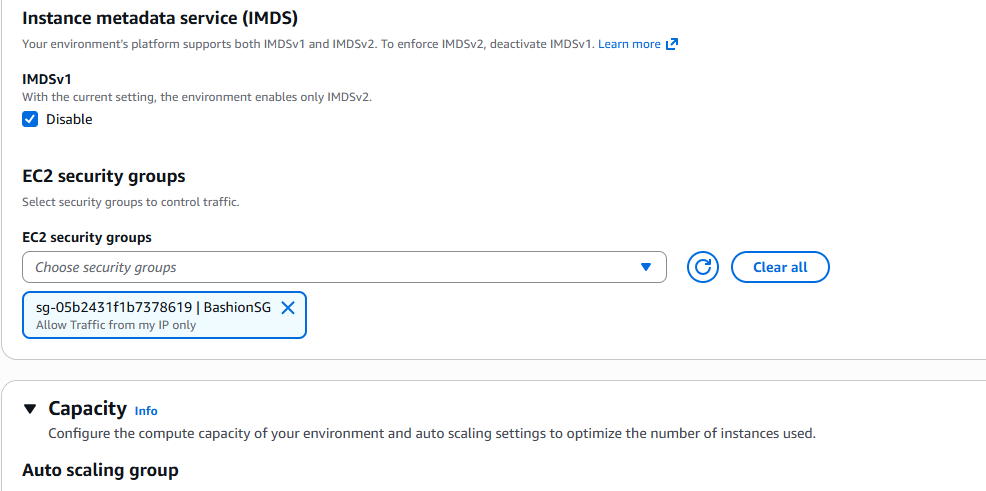 Instance metadata service (IMDS)
Your environment's platform supports both IMDSv1 and IMDSv2. To enforce IMDSv2, deactivate IMDSv1. Learn more
IMDSv1
With the current setting, the environment enables only IMDSv2.
Disable
EC2 security groups
Select security groups to control traffic.
EC2 security groups
Choose security groups
Clear all
sg-05b2431f1b7378619 | BashionSG
Allow Traffic from my IP only
Capacity Info
Configure the compute capacity of your environment and auto scaling settings to optimize the number of instances used.
Auto scaling group